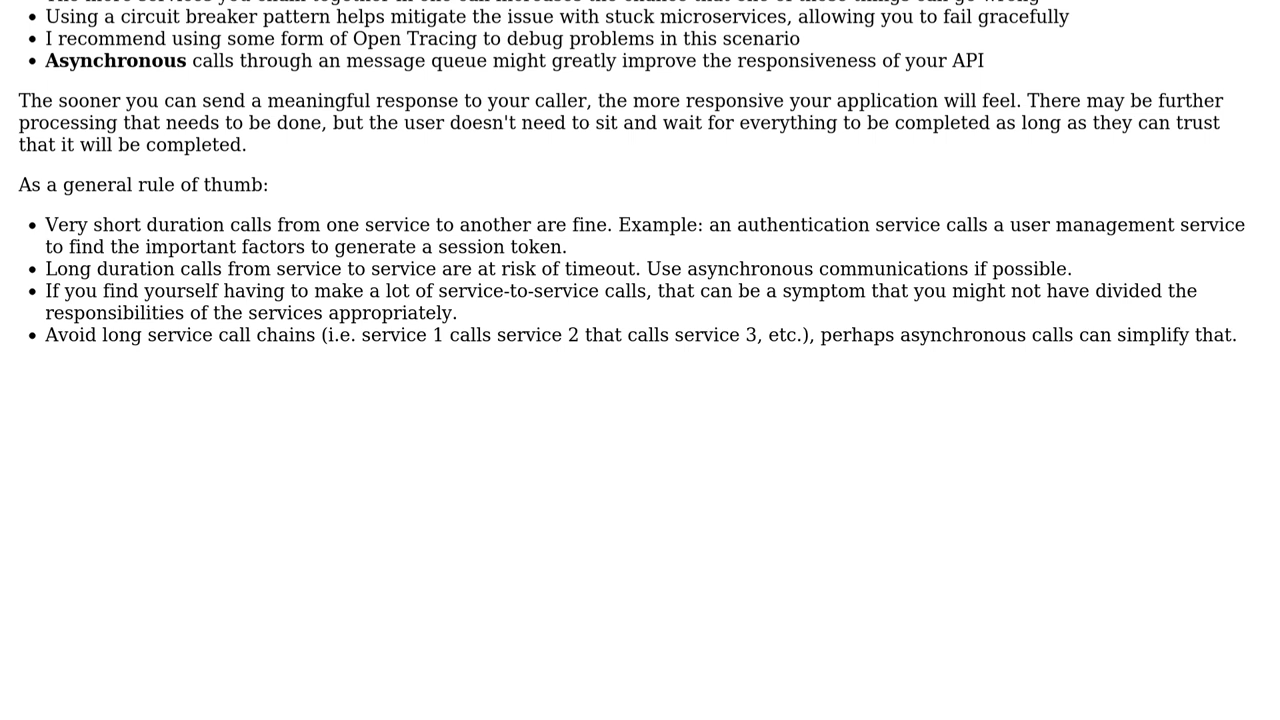 Using a circuit breaker pattern helps mitigate the issue with stuck microservices, allowing you to fail gracefully
I recommend using some form of Open Tracing to debug problems in this scenario
Asynchronous calls through an message queue might greatly improve the responsiveness of your API
The sooner you can send a meaningful response to your caller, the more responsive your application will feel. There may be further
processing that needs to be done, but the user doesn't need to sit and wait for everything to be completed as long as they can trust
that it will be completed.
As a general rule of thumb:
Very short duration calls from one service to another are fine. Example: an authentication service calls a user management service
to find the important factors to generate a session token.
Long duration calls from service to service are at risk of timeout. Use asynchronous communications if possible.
If you find yourself having to make a lot of service-to-service calls, that can be a symptom that you might not have divided the
responsibilities of the services appropriately.
Avoid long service call chains (i.e. service 1 calls service 2 that calls service 3, etc.), perhaps asynchronous calls can simplify that.